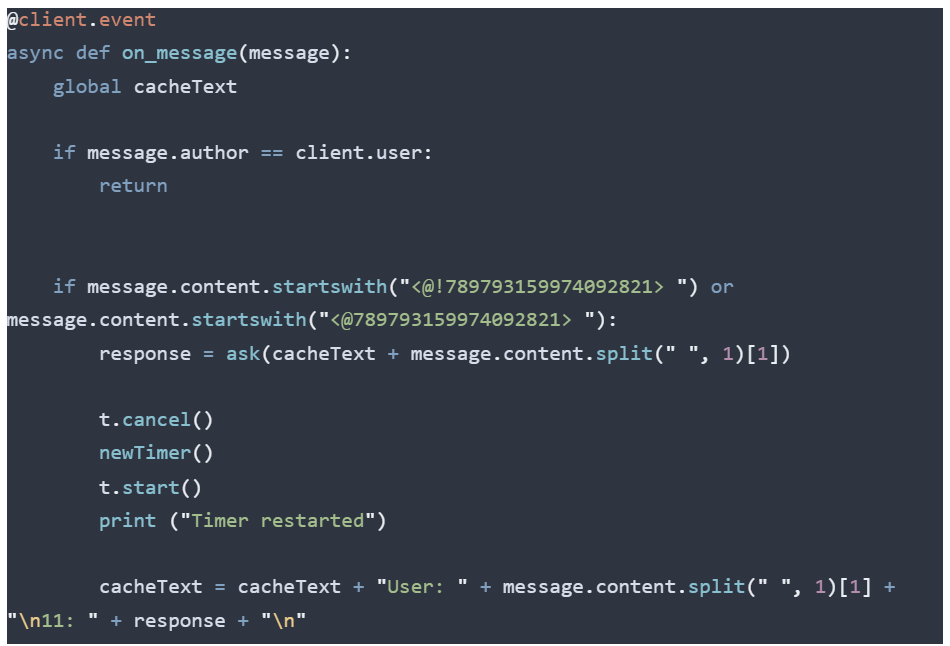 @client.event
async def on_message(message):
    global cacheText

    if message.author == client.user:
        return


    if message.content.startswith("<@!789793159974092821> ") or
message.content.startswith("<@789793159974092821> "):
        response = ask(cacheText + message.content.split(" ", 1)[1])

        t.cancel()
        newTimer()
        t.start()
        print ("Timer restarted")

        cacheText = cacheText + "User: " + message.content.split(" ", 1)[1] +
"\n11: " + response + "\n"